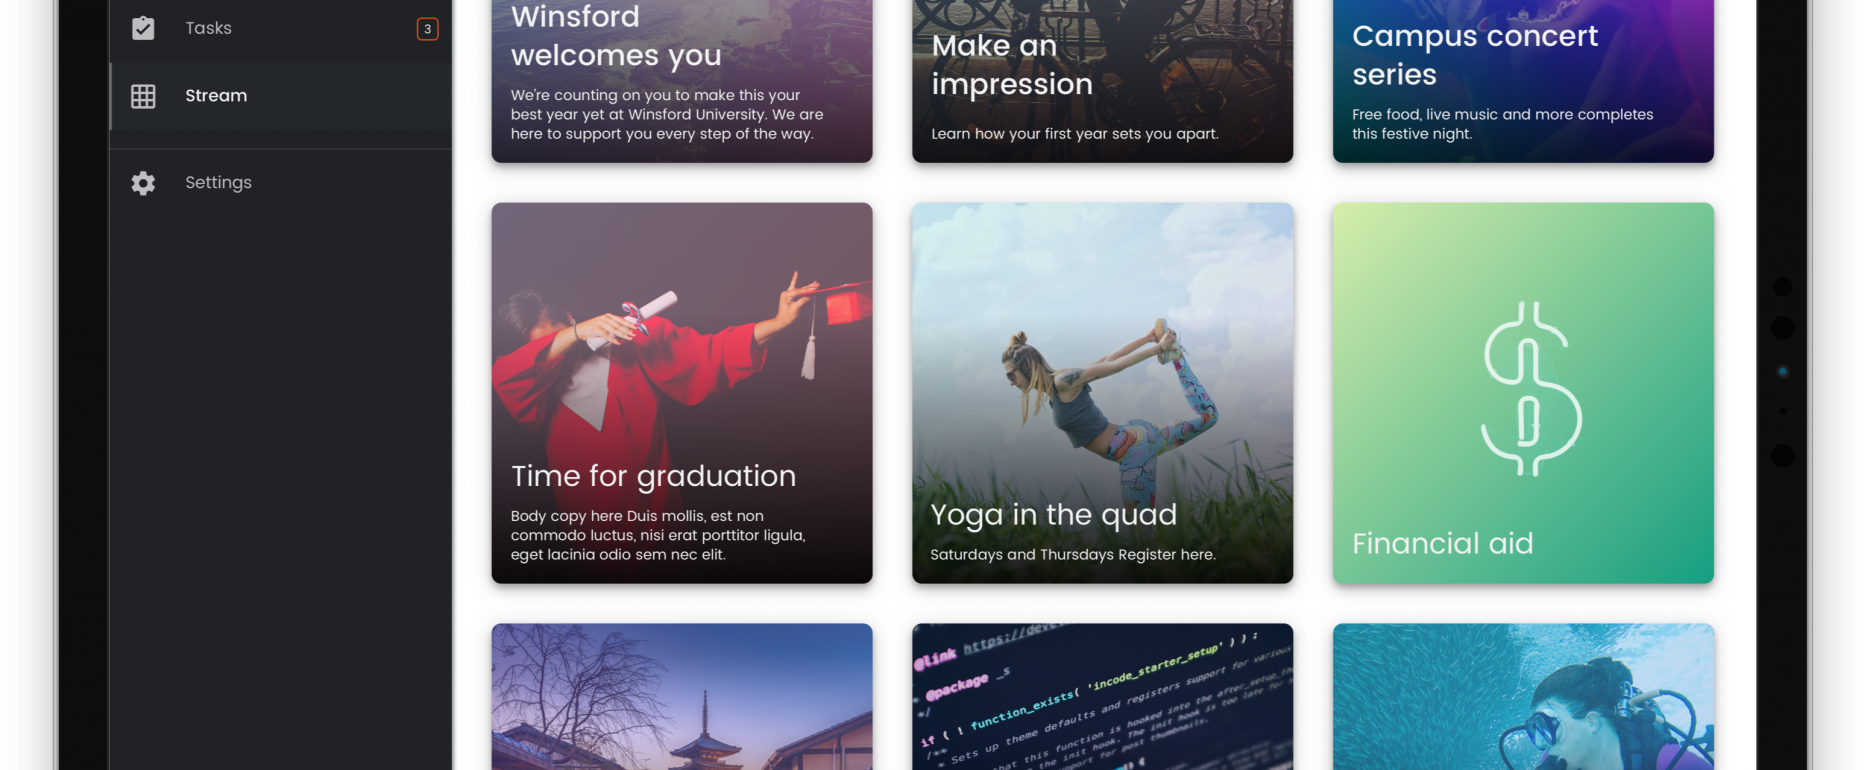 Tasks
3
Stream
Settings
Winsford
welcomes you
We're counting on you to make this your
best year yet at Winsford University. We are
here to support you every step of the way.
Make an
impression
Learn how your first year sets you apart.
Campus concert
series
Free food, live music and more completes
this festive night.
Time for graduation
Body copy here Duis mollis, est non
commodo luctus, nisi erat porttitor ligula,
eget lacinia odio sem nec elit.
Yoga in the quad
Saturdays and Thursdays Register here.
Financial aid
@link https://deve
* @package _s
*/
if ( ! function_exists( 'incode_starter_setup' ) ) :
/**
* Sets up theme defaults and registers support for various
that this function is hooked into the after_setup_th
the init hook. The init hook is too late for
support for post thumbnails.